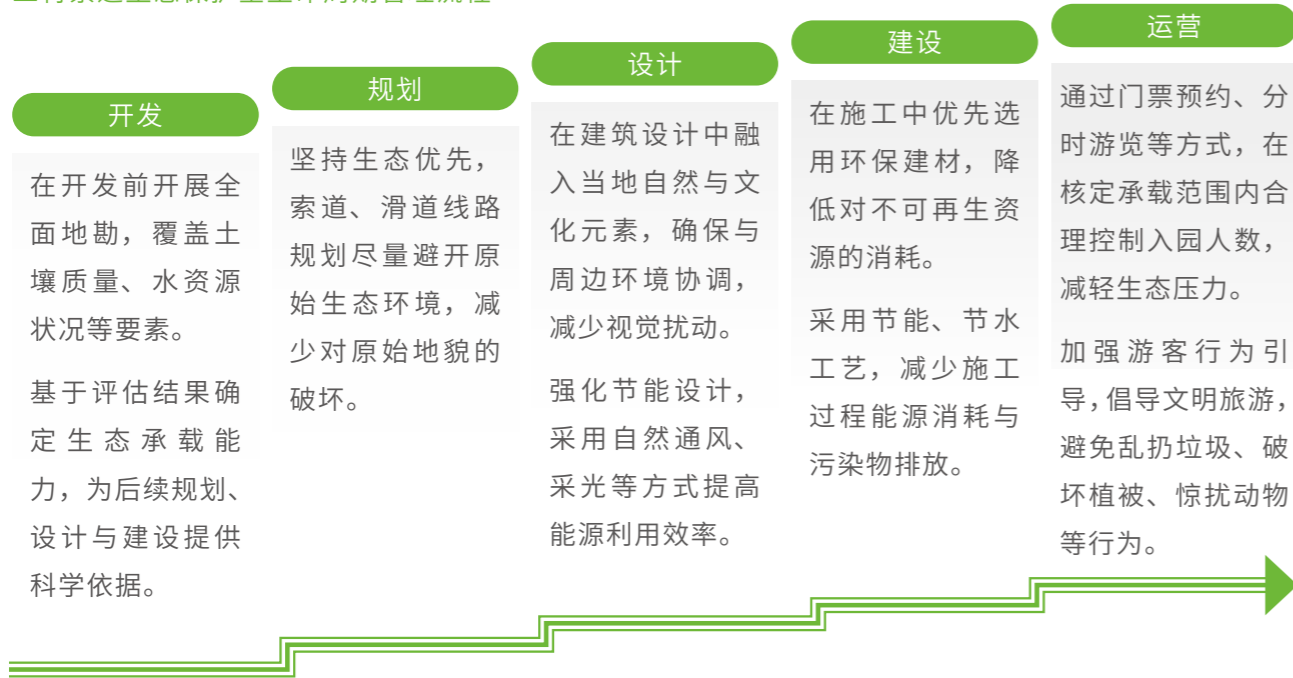 开发
在开发前开展全
面地勘，覆盖土
壤质量、水资源
状况等要素。
基于评估结果确
定生态承载能
力，为后续规划、
设计与建设提供
科学依据。
规划
坚持生态优先，
索道、滑道线路
规划尽量避开原
始生态环境，减
少对原始地貌的
破坏。
设计
在建筑设计中融
入当地自然与文
化元素，确保与
周边环境协调，
减少视觉扰动。
强化节能设计，
采用自然通风、
采光等方式提高
能源利用效率。
建设
在施工中优先选
用环保建材，降
低对不可再生资
源的消耗。
采用节能、节水
工艺，减少施工
过程能源消耗与
污染物排放。
运营
通过门票预约、分
时游览等方式，在
核定承载范围内合
理控制入园人数，
减轻生态压力。
加强游客行为引
导，倡导文明旅游，
避免乱扔垃圾、破
坏植被、惊扰动物
等行为。